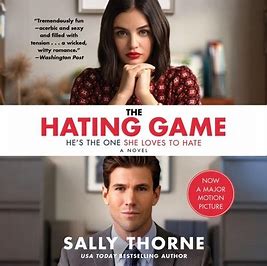 "Tremendously fun
–acerbic and sexy
and filled with
tension . . . a wicked,
witty romance."
—Washington Post
THE
HATING GAME
HE'S THE ONE SHE LOVES TO HATE
A NOVEL
NOW
A MAJOR
MOTION
PICTURE
SALLY THORNE
USA TODAY BESTSELLING AUTHOR